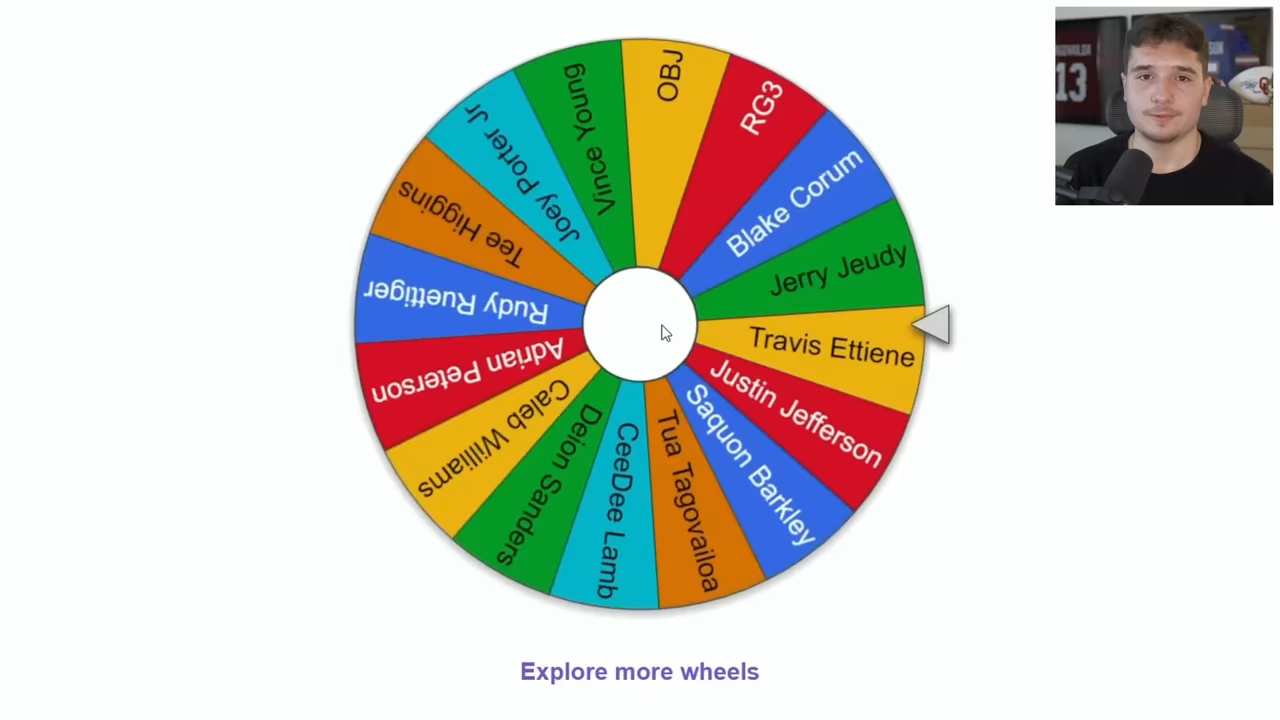 OBJ
RG3
Blake Corum
Jerry Jeudy
Travis Ettiene
Justin Jefferson
Saquon Barkley
Tua Tagovailoa
CeeDee Lamb
Deion Sanders
Caleb Williams
Adrian Peterson
Rudy Ruettiger
Tee Higgins
Joey Porter Jr
Vince Young
13
Explore more wheels